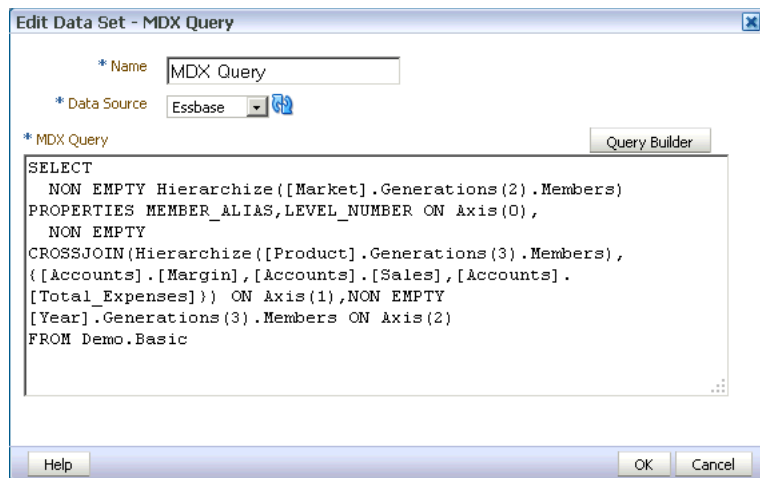 Edit Data Set - MDX Query
* Name MDX Query
* Data Source Essbase
* MDX Query Query Builder
SELECT
NON EMPTY Hierarchize([Market].Generations(2).Members)
PROPERTIES MEMBER_ALIAS,LEVEL_NUMBER ON Axis(0),
NON EMPTY
CROSSJOIN(Hierarchize([Product].Generations(3).Members),
{[Accounts].[Margin],[Accounts].[Sales],[Accounts].
[Total_Expenses]}) ON Axis(1),NON EMPTY
[Year].Generations(3).Members ON Axis(2)
FROM Demo.Basic
Help OK Cancel